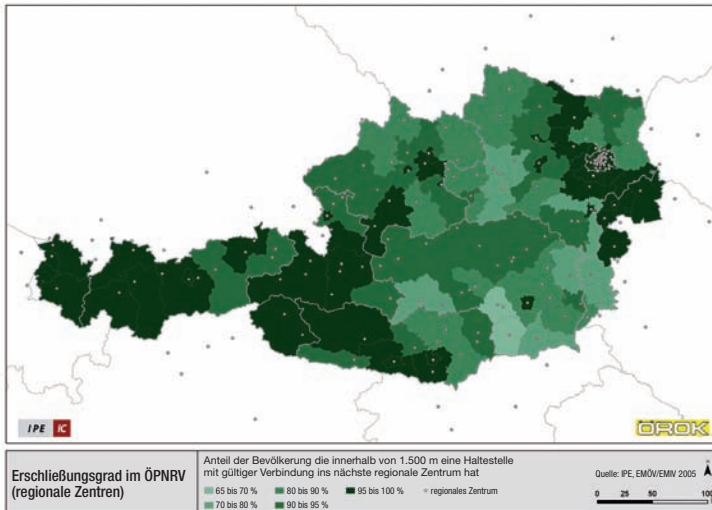 IPE iC
ÖROK
Erschließungsgrad im ÖPNRV
(regionale Zentren)
Anteil der Bevölkerung die innerhalb von 1.500 m eine Haltestelle
mit gültiger Verbindung ins nächste regionale Zentrum hat
65 bis 70 % 80 bis 90 % 95 bis 100 % regionales Zentrum
70 bis 80 % 90 bis 95 %
Quelle: IPE, EMÖV/EMIV 2005
0 25 50 100